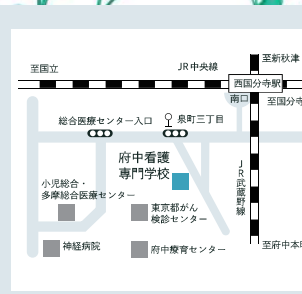 至新秋津
至国立
JR中央線
西国分寺駅
南口
至国分寺
総合医療センター入口
泉町三丁目
府中看護
専門学校
JR武蔵野線
小児総合・
多摩総合医療センター
東京都がん
検診センター
神経病院
府中療育センター
至府中本町